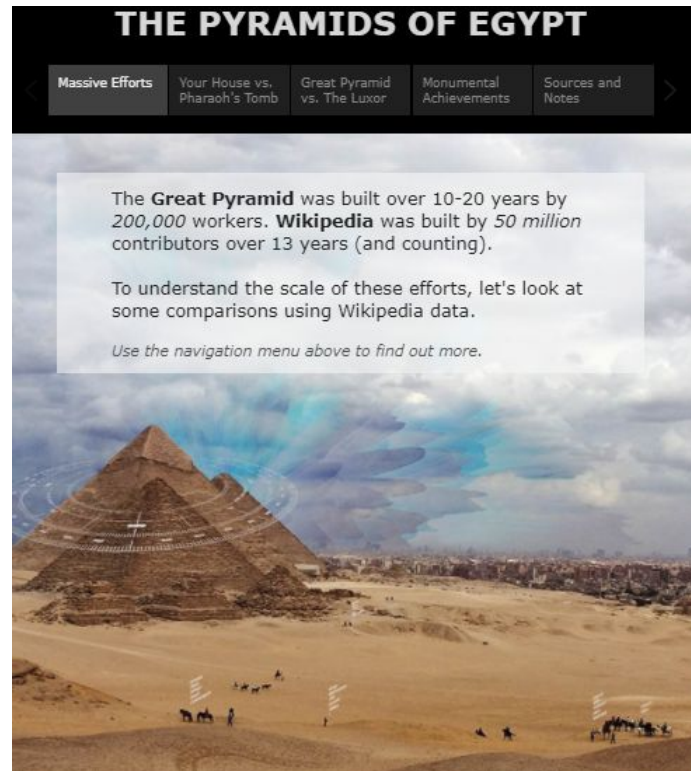 THE PYRAMIDS OF EGYPT
Massive Efforts
Your House vs.
Pharaoh's Tomb
Great Pyramid
vs. The Luxor
Monumental
Achievements
Sources and
Notes
The Great Pyramid was built over 10-20 years by
200,000 workers. Wikipedia was built by 50 million
contributors over 13 years (and counting).
To understand the scale of these efforts, let's look at
some comparisons using Wikipedia data.
Use the navigation menu above to find out more.